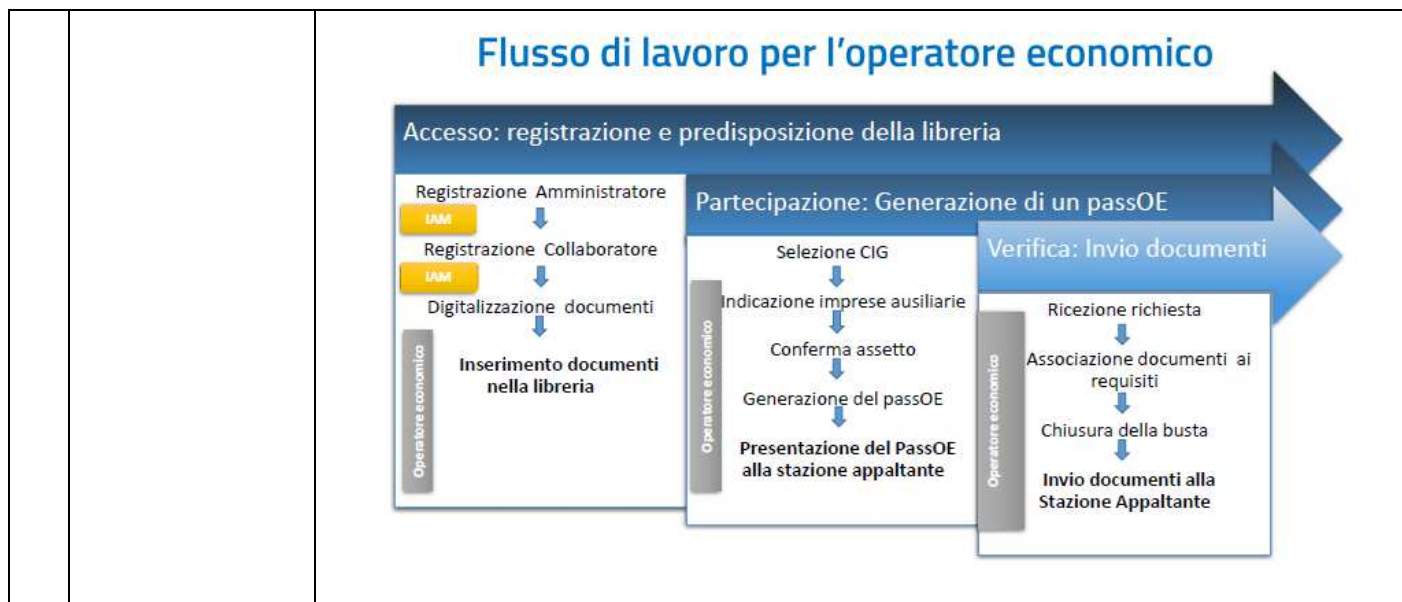 Flusso di lavoro per l'operatore economico
Accesso: registrazione e predisposizione della libreria
Registrazione Amministratore
IAM
Registrazione Collaboratore
IAM
Digitalizzazione documenti
Inserimento documenti
nella libreria
Operatore economico
Partecipazione: Generazione di un passOE
Selezione CIG
Indicazione imprese ausiliarie
Conferma assetto
Generazione del passOE
Presentazione del PassOE
alla stazione appaltante
Operatore economico
Verifica: Invio documenti
Ricezione richiesta
Associazione documenti ai
requisiti
Chiusura della busta
Invio documenti alla
Stazione Appaltante
Operatore economico